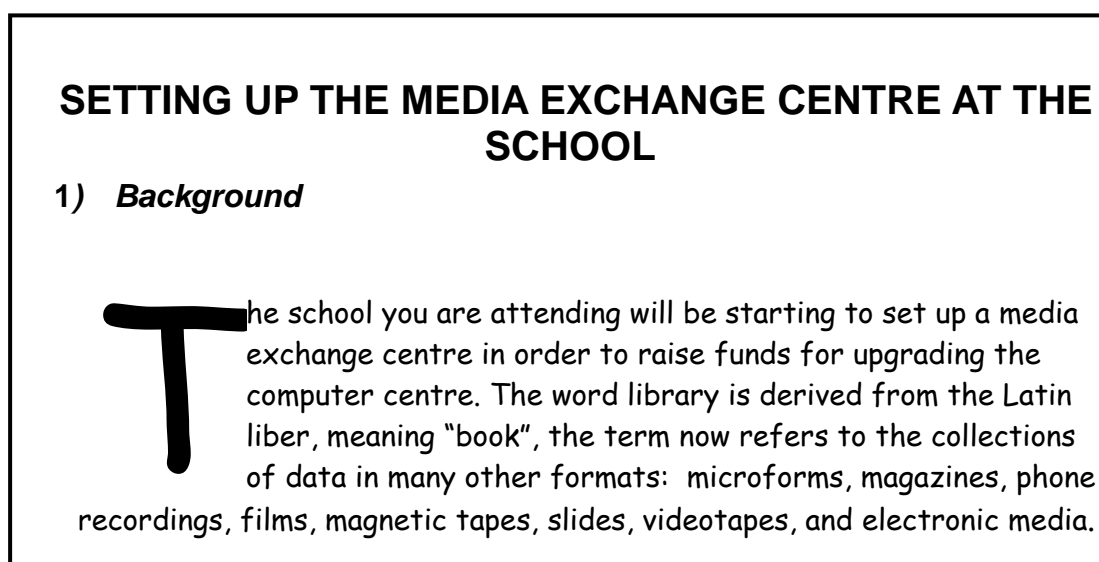 SETTING UP THE MEDIA EXCHANGE CENTRE AT THE
SCHOOL
1) Background
The school you are attending will be starting to set up a media
exchange centre in order to raise funds for upgrading the
computer centre. The word library is derived from the Latin
liber, meaning “book”, the term now refers to the collections
of data in many other formats: microforms, magazines, phone
recordings, films, magnetic tapes, slides, videotapes, and electronic media.